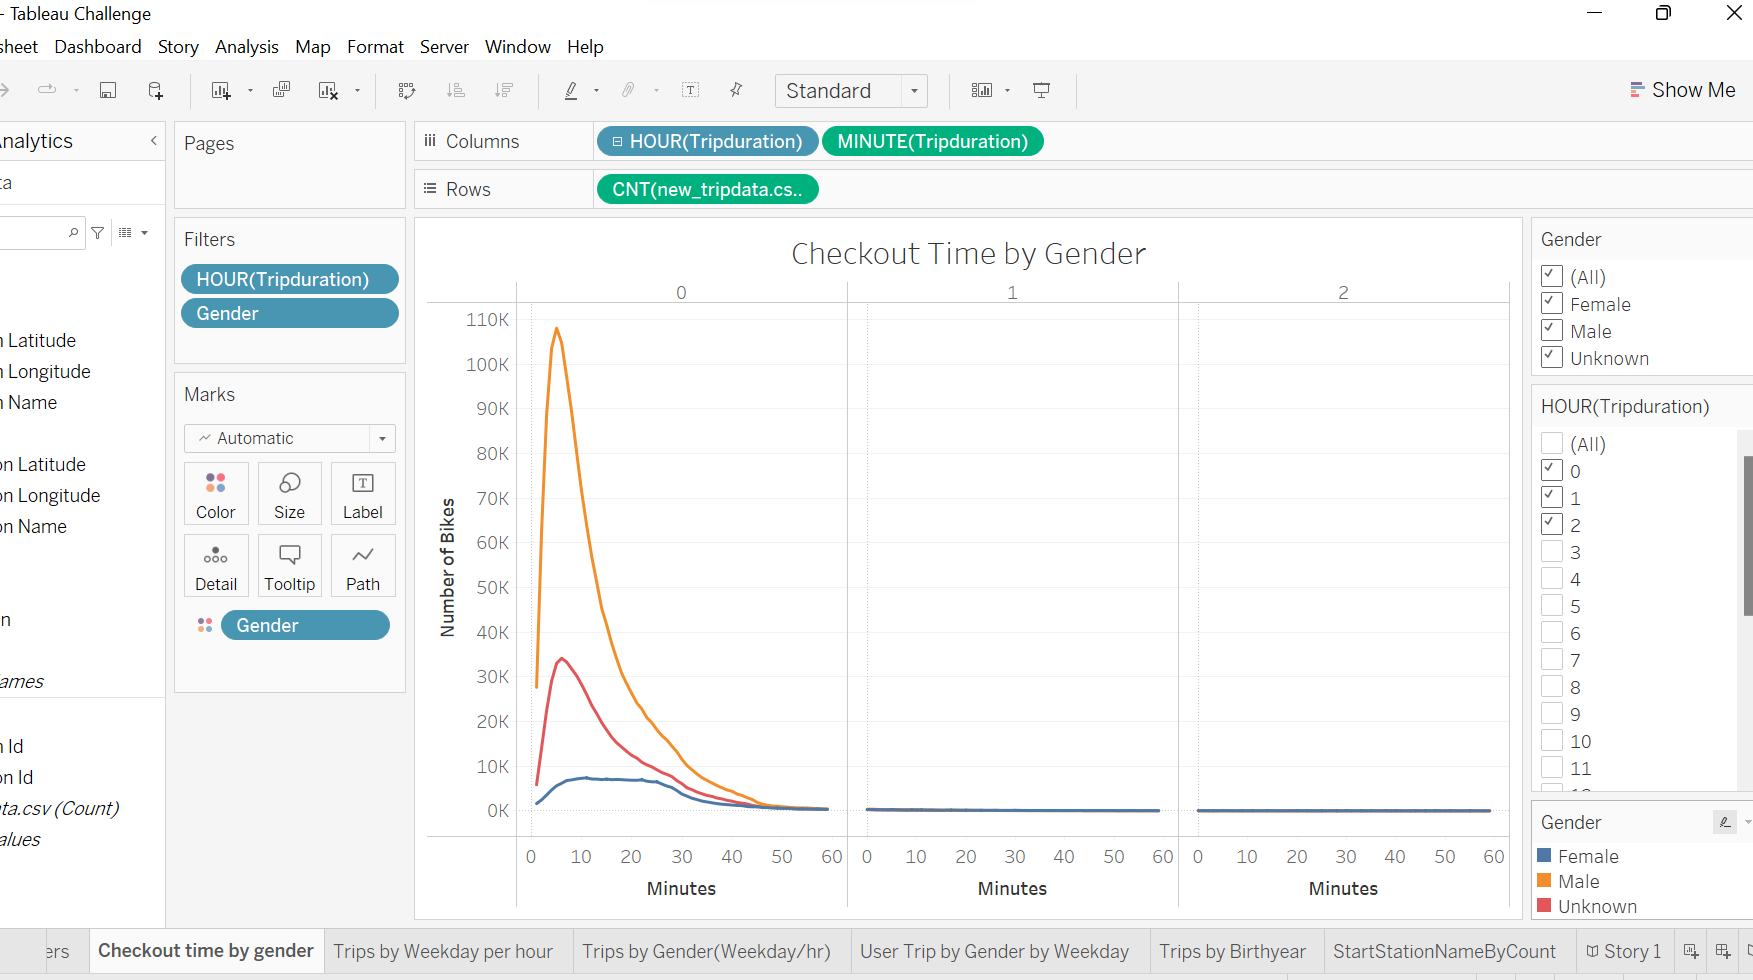 - Tableau Challenge
sheet Dashboard Story Analysis Map Format Server Window Help
Standard
Show Me
Analytics
Pages
Columns
HOUR(Tripduration)
MINUTE(Tripduration)
Rows
CNT(new_tripdata.cs..
ta
Filters
HOUR(Tripduration)
Gender
n Latitude
n Longitude
n Name
on Latitude
on Longitude
on Name
n
ames
n Id
on Id
ata.csv (Count)
alues
Marks
Automatic
Color Size Label
Detail Tooltip Path
Gender
Checkout Time by Gender
0 1 2
Number of Bikes
110K
100K
90K
80K
70K
60K
50K
40K
30K
20K
10K
0K
0 10 20 30 40 50 60 0 10 20 30 40 50 60 0 10 20 30 40 50 60
Minutes Minutes Minutes
Gender
(All)
Female
Male
Unknown
HOUR(Tripduration)
(All)
0
1
2
3
4
5
6
7
8
9
10
11
Gender
Female
Male
Unknown
ers Checkout time by gender Trips by Weekday per hour Trips by Gender(Weekday/hr) User Trip by Gender by Weekday Trips by Birthyear StartStationNameByCount Story 1